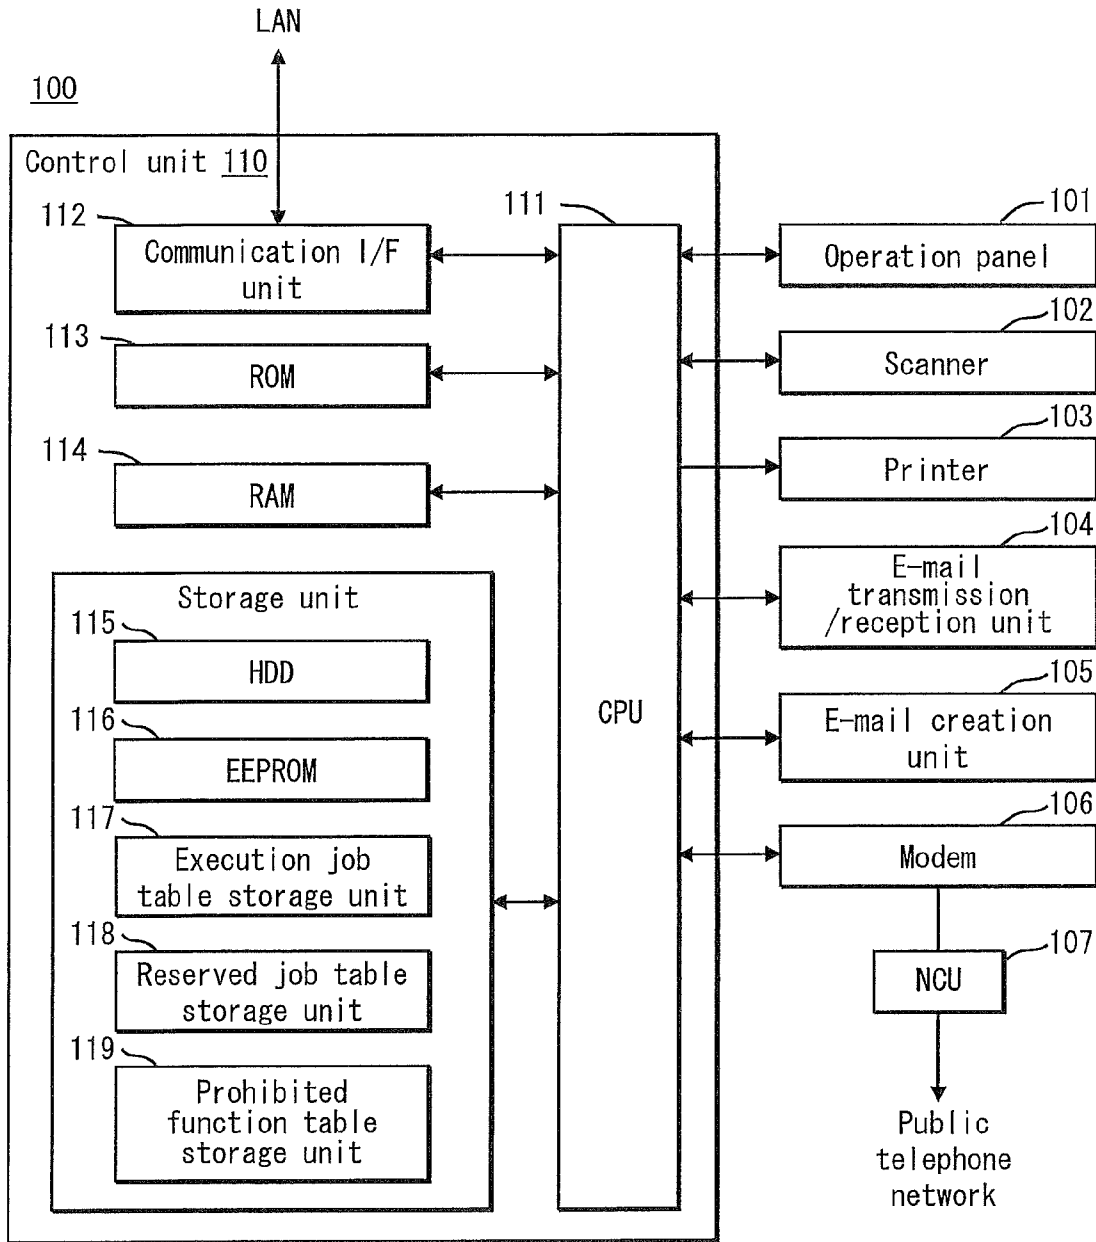 LAN
100
Control unit 110
112
Communication I/F
unit
113
ROM
114
RAM
Storage unit
115
HDD
116
EEPROM
117
Execution job
table storage unit
118
Reserved job table
storage unit
119
Prohibited
function table
storage unit
111
CPU
101
Operation panel
102
Scanner
103
Printer
104
E-mail
transmission
/reception unit
105
E-mail creation
unit
106
Modem
107
NCU
Public
telephone
network